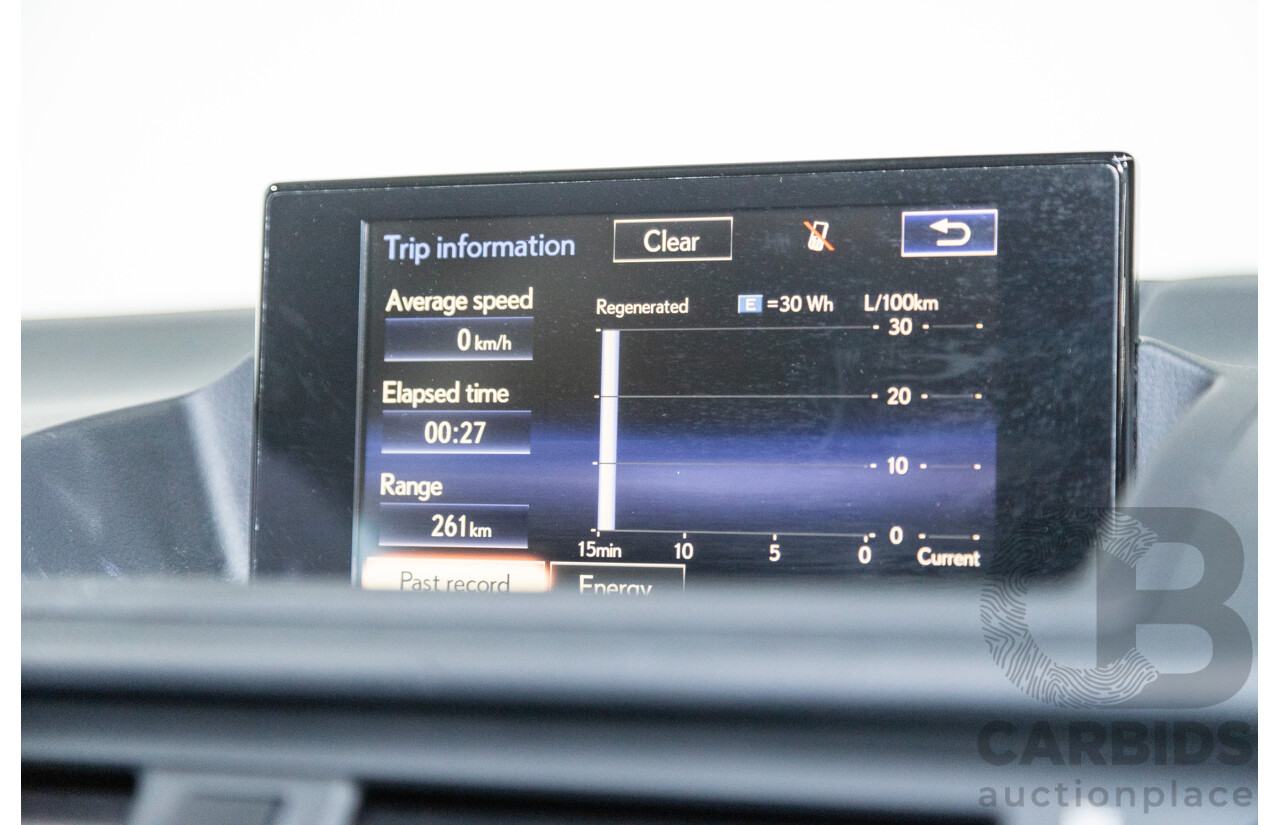 Trip information
Clear
Average speed
0 km/h
Elapsed time
00:27
Range
261 km
Past record
Energy
Regenerated
E =30 Wh
L/100km
30
20
10
0
15min 10 5 0
Current
CB
CARBIDS
auctionplace